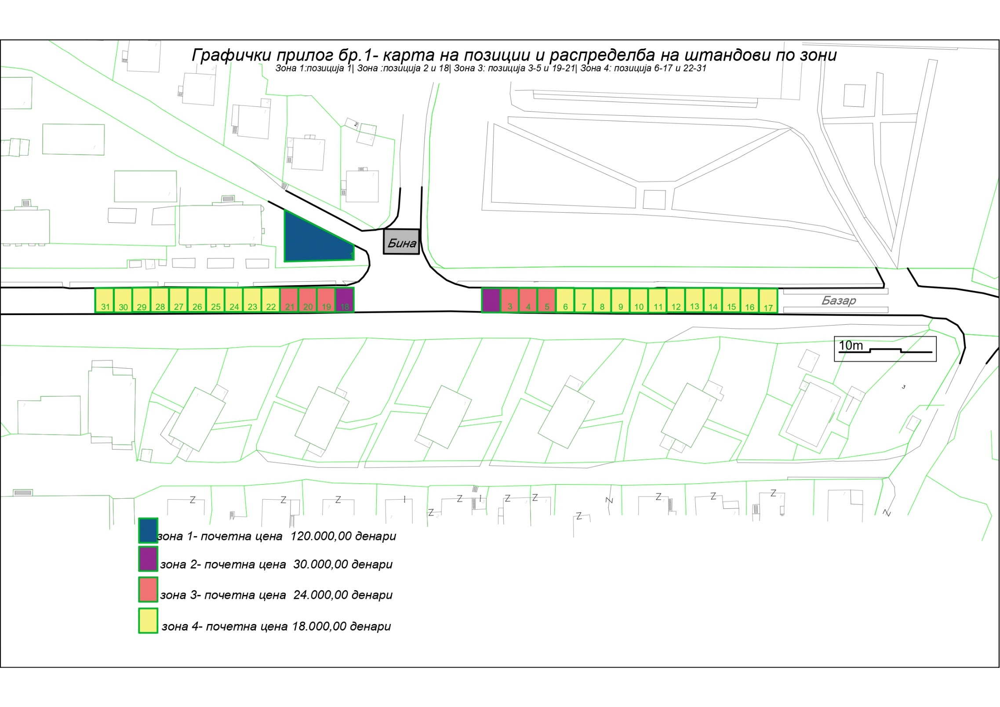 Графички прилог бр.1- карта на позиции и распределба на штандови по зони
Зона 1:позиција 1| Зона :позиција 2 и 18| Зона 3: позиција 3-5 и 19-21| Зона 4: позиција 6-17 и 22-31
2
1
Бина
31 30 29 28 27 26 25 24 23 22 21 20 19 18
3 4 5 6 7 8 9 10 11 12 13 14 15 16 17
Базар
10m
3
зона 1- почетна цена 120.000,00 денари
зона 2- почетна цена 30.000,00 денари
зона 3- почетна цена 24.000,00 денари
зона 4- почетна цена 18.000,00 денари